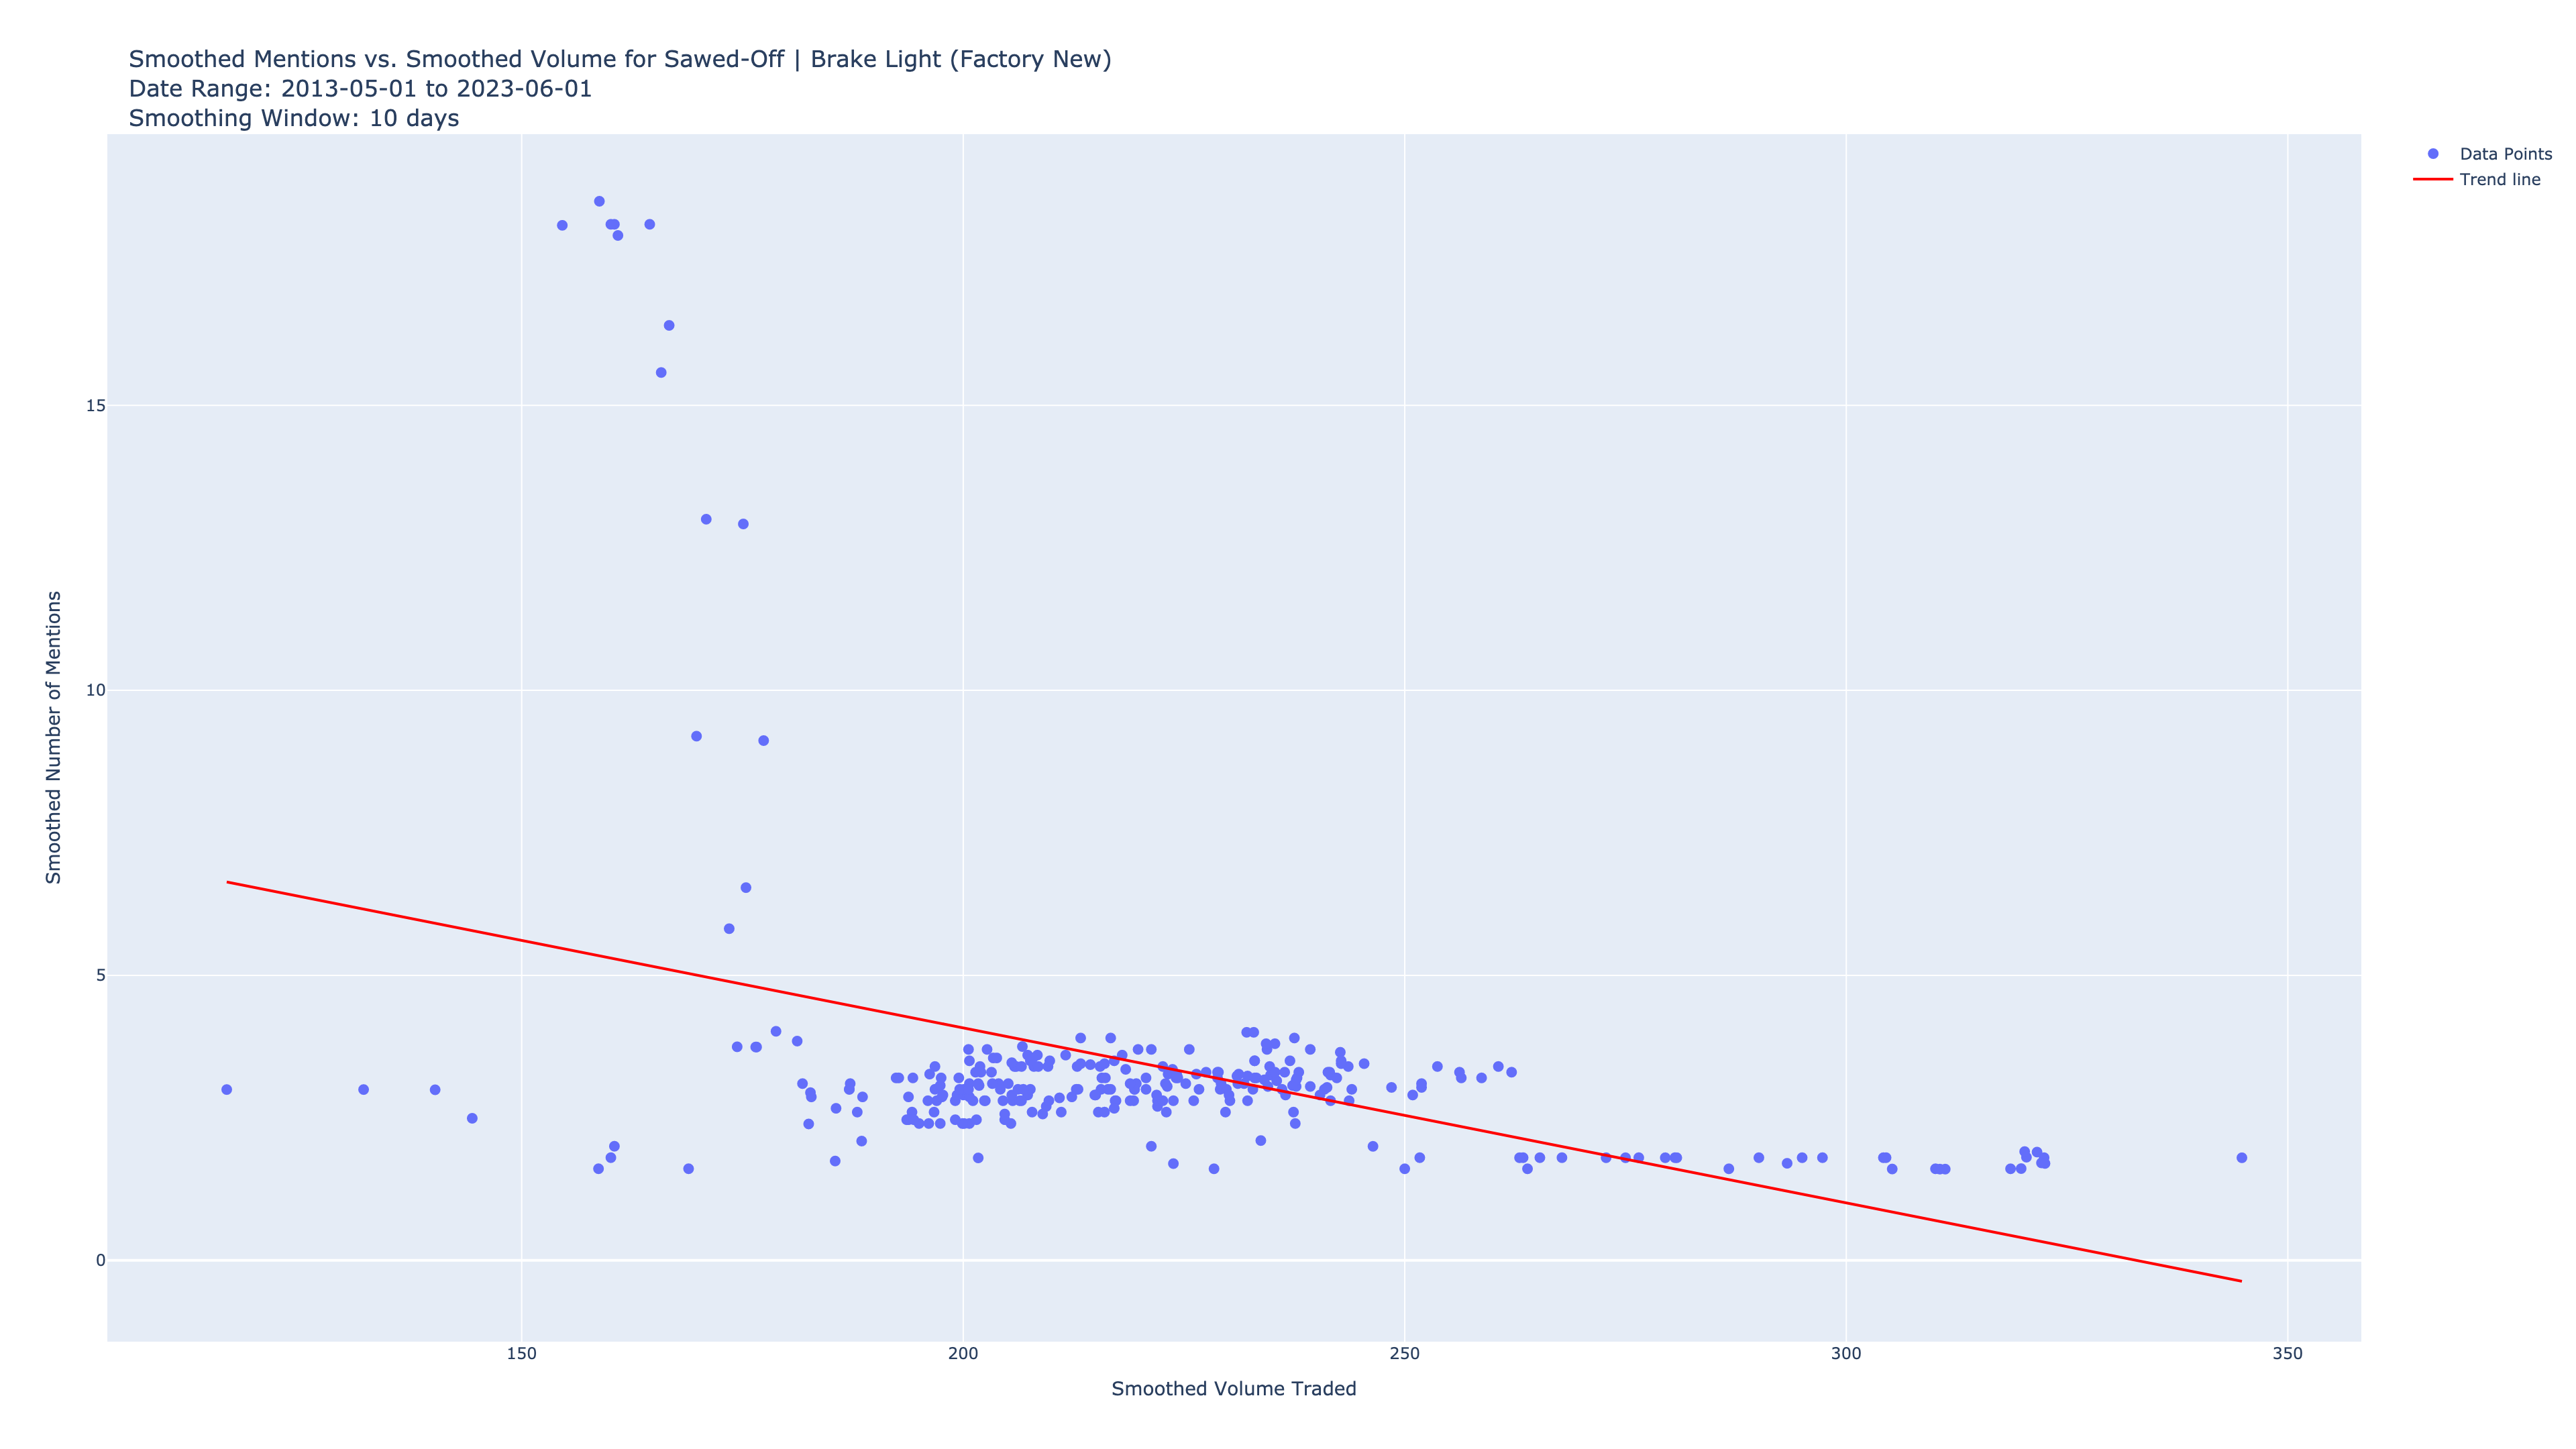 Smoothed Mentions vs. Smoothed Volume for Sawed-Off | Brake Light (Factory New)
Date Range: 2013-05-01 to 2023-06-01
Smoothing Window: 10 days
Data Points
Trend line
15
10
5
0
Smoothed Number of Mentions
150
200
250
300
350
Smoothed Volume Traded